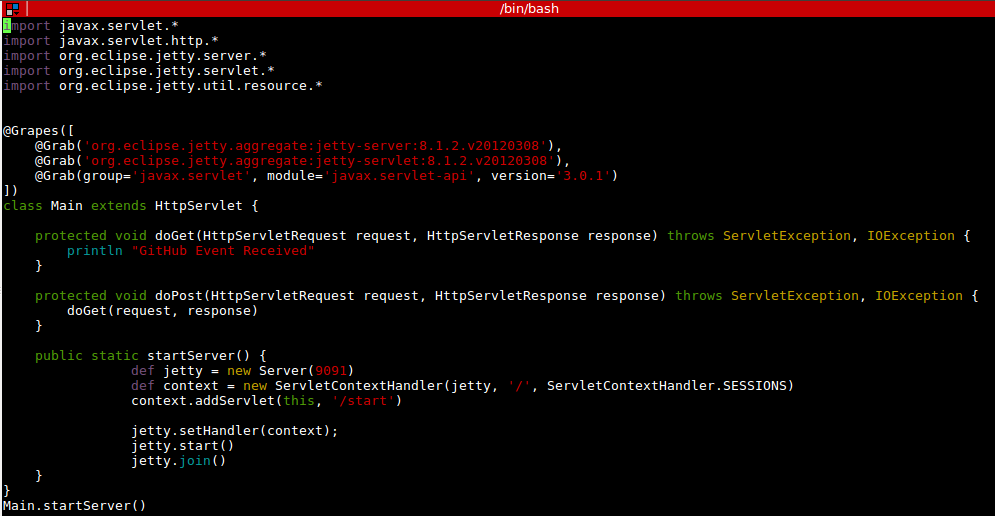 /bin/bash
import javax.servlet.*
import javax.servlet.http.*
import org.eclipse.jetty.server.*
import org.eclipse.jetty.servlet.*
import org.eclipse.jetty.util.resource.*
@Grapes([
    @Grab('org.eclipse.jetty.aggregate:jetty-server:8.1.2.v20120308'),
    @Grab('org.eclipse.jetty.aggregate:jetty-servlet:8.1.2.v20120308'),
    @Grab(group='javax.servlet', module='javax.servlet-api', version='3.0.1')
])
class Main extends HttpServlet {
    protected void doGet(HttpServletRequest request, HttpServletResponse response) throws ServletException, IOException {
        println "GitHub Event Received"
    }
    protected void doPost(HttpServletRequest request, HttpServletResponse response) throws ServletException, IOException {
        doGet(request, response)
    }
    public static startServer() {
                def jetty = new Server(9091)
                def context = new ServletContextHandler(jetty, '/', ServletContextHandler.SESSIONS)
                context.addServlet(this, '/start')
                jetty.setHandler(context);
                jetty.start()
                jetty.join()
    }
}
Main.startServer()